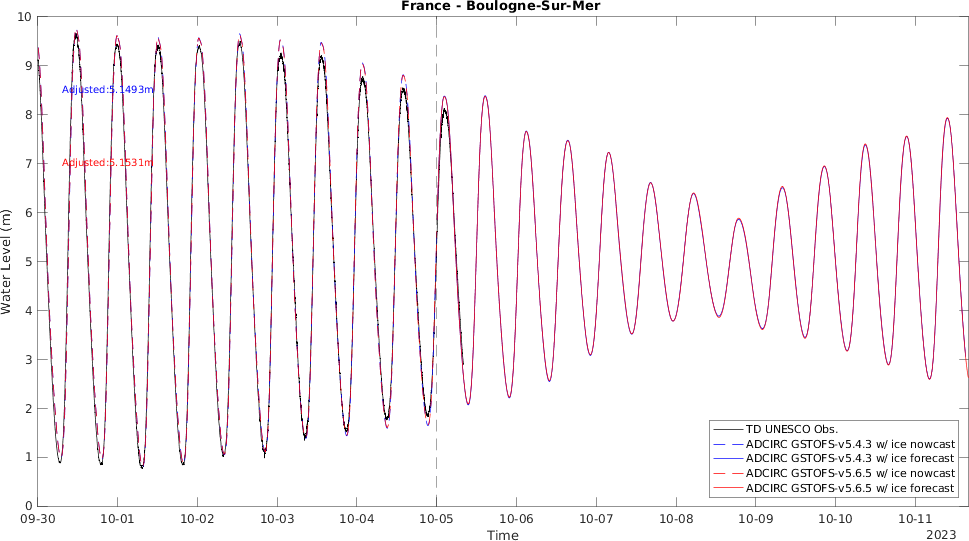 France - Boulogne-Sur-Mer
10
9
8
7
6
5
4
3
2
1
0
Water Level (m)
Adjusted:5.1493m
Adjusted:5.1531m
TD UNESCO Obs.
ADCIRC GSTOFS-v5.4.3 w/ ice nowcast
ADCIRC GSTOFS-v5.4.3 w/ ice forecast
ADCIRC GSTOFS-v5.6.5 w/ ice nowcast
ADCIRC GSTOFS-v5.6.5 w/ ice forecast
09-30 10-01 10-02 10-03 10-04 10-05 10-06 10-07 10-08 10-09 10-10 10-11
Time
2023